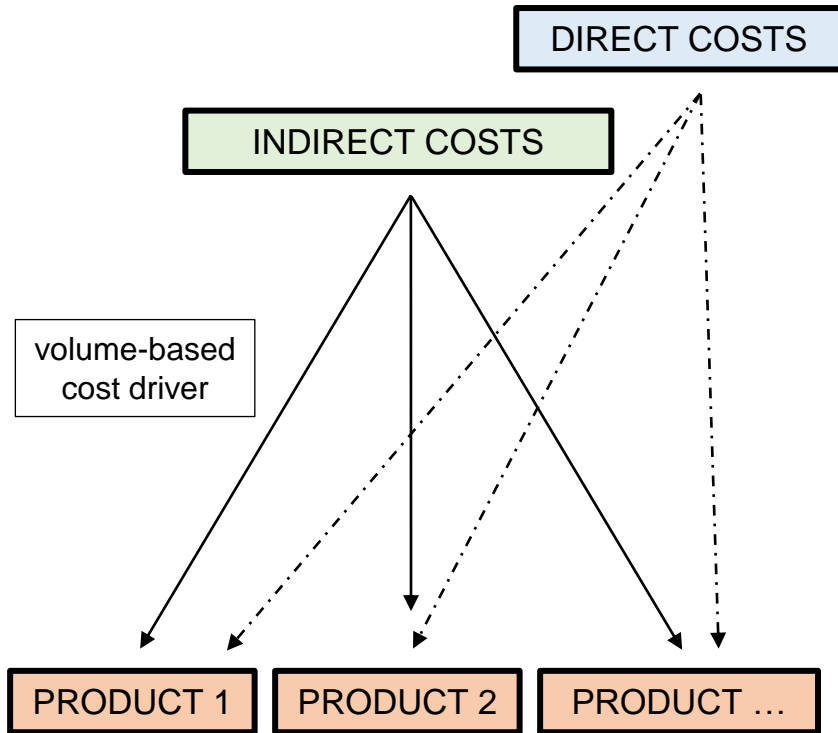 DIRECT COSTS
INDIRECT COSTS
volume-based
cost driver
PRODUCT 1
PRODUCT 2
PRODUCT …